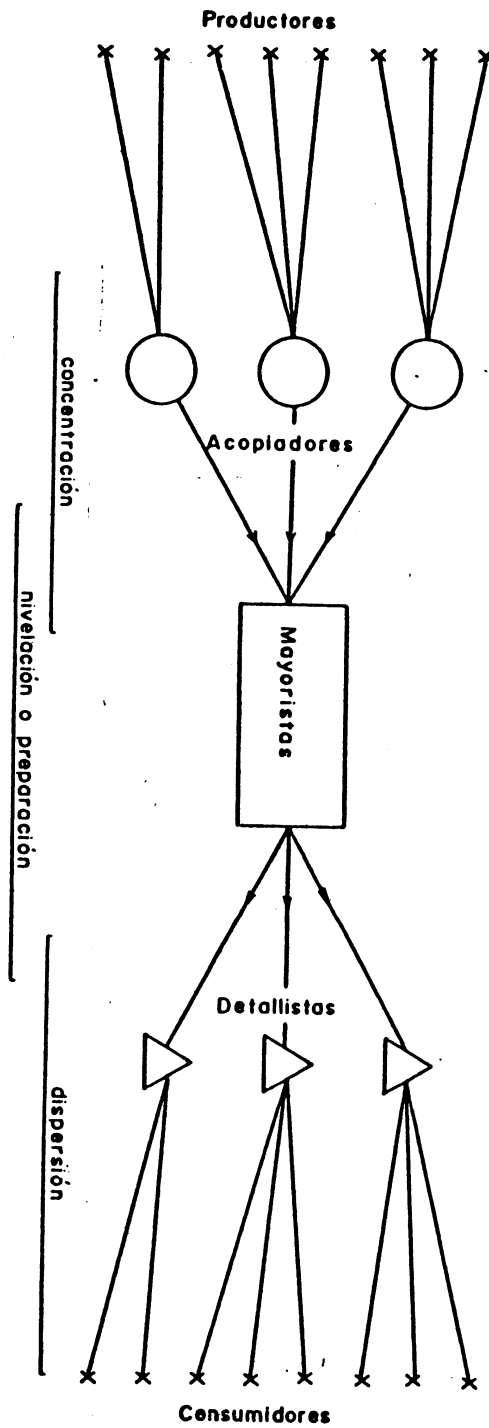 Productores
concentración
Acopiadores
nivelación o preparación
Mayoristas
Detallistas
dispersión
Consumidores